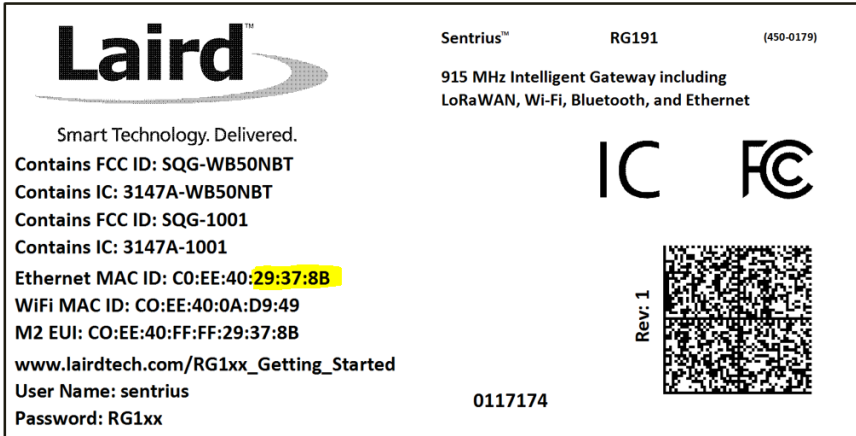 Laird™
Smart Technology. Delivered.
Sentrius™ RG191 (450-0179)
915 MHz Intelligent Gateway including
LoRaWAN, Wi-Fi, Bluetooth, and Ethernet
IC FC
Contains FCC ID: SQG-WB50NBT
Contains IC: 3147A-WB50NBT
Contains FCC ID: SQG-1001
Contains IC: 3147A-1001
Ethernet MAC ID: C0:EE:40:29:37:8B
WiFi MAC ID: CO:EE:40:0A:D9:49
M2 EUI: CO:EE:40:FF:FF:29:37:8B
www.lairdtech.com/RG1xx_Getting_Started
User Name: sentrius
Password: RG1xx
Rev: 1
0117174